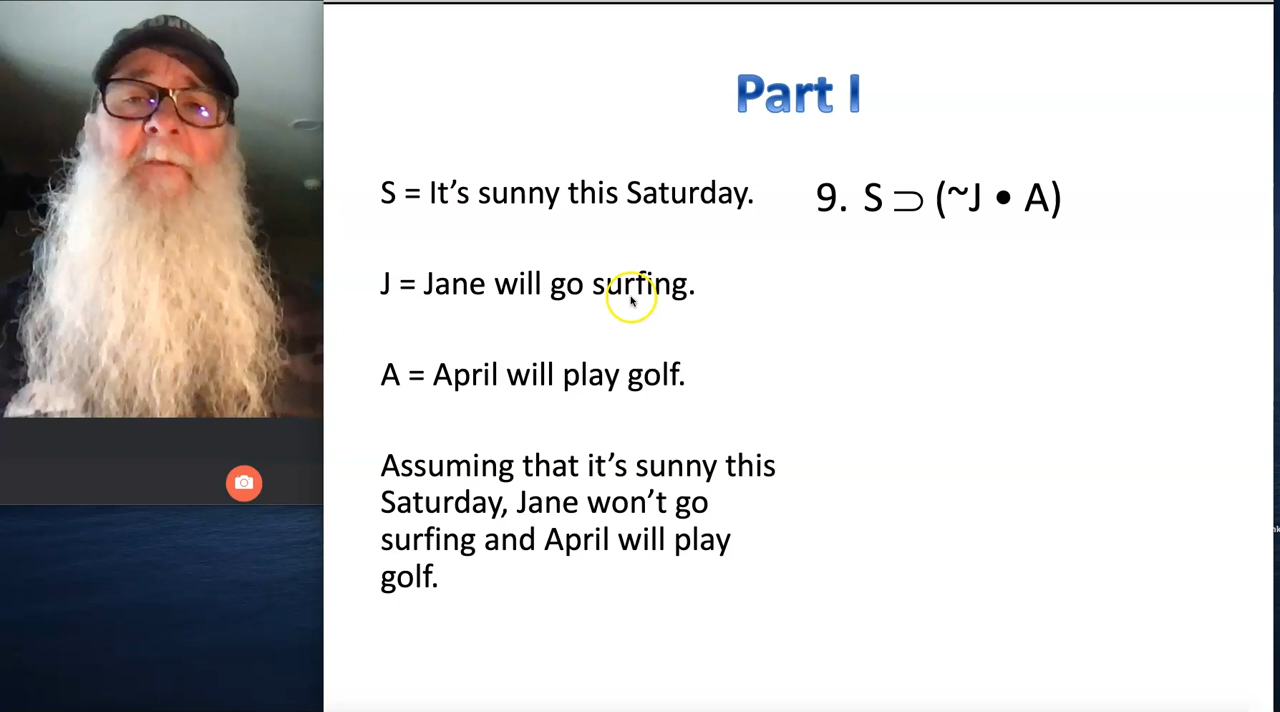 Part I
S = It's sunny this Saturday.
9. S ⊃ (~J • A)
J = Jane will go surfing.
A = April will play golf.
Assuming that it's sunny this
Saturday, Jane won't go
surfing and April will play
golf.